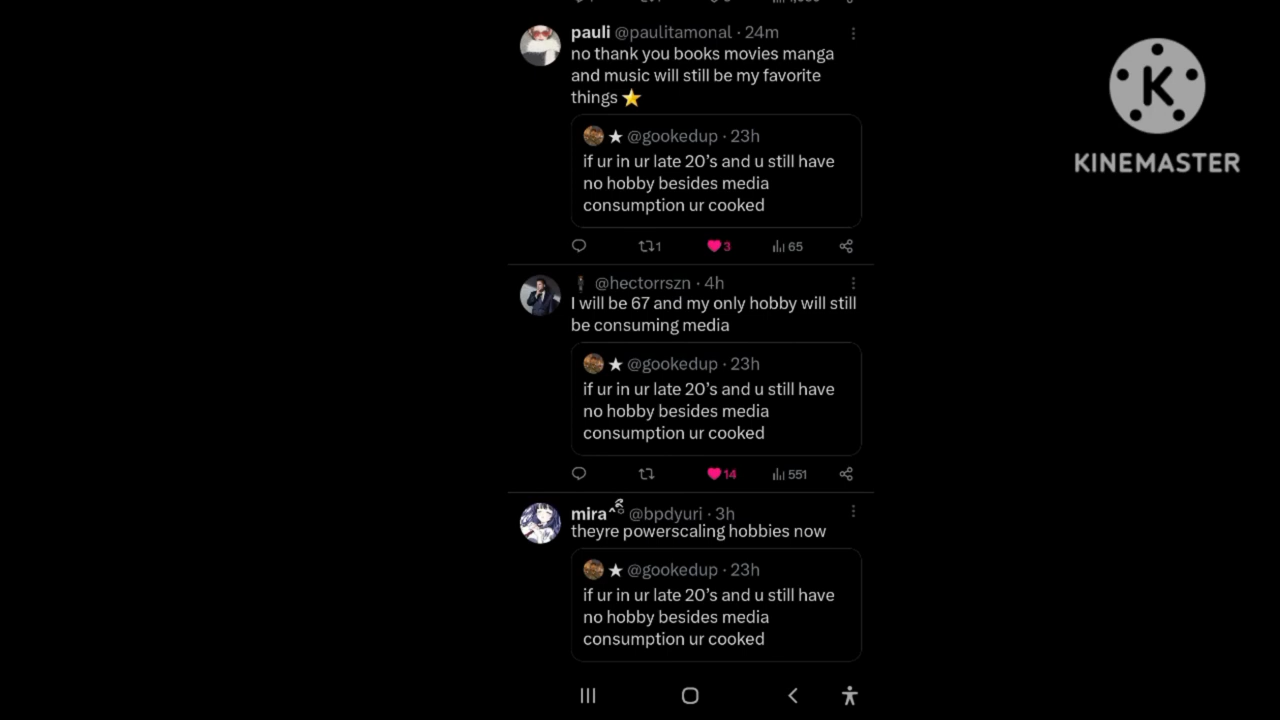 pauli @paulitamonal · 24m
no thank you books movies manga
and music will still be my favorite
things ⭐
★ @gookedup · 23h
if ur in ur late 20's and u still have
no hobby besides media
consumption ur cooked
1 3 65
@hectorrszn · 4h
I will be 67 and my only hobby will still
be consuming media
★ @gookedup · 23h
if ur in ur late 20's and u still have
no hobby besides media
consumption ur cooked
14 551
mira @bpdyuri · 3h
theyre powerscaling hobbies now
★ @gookedup · 23h
if ur in ur late 20's and u still have
no hobby besides media
consumption ur cooked
K
KINEMASTER